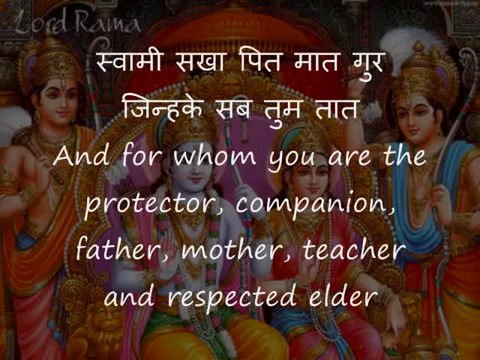 Lord Rama
स्वामी सखा पित मात गुर
जिन्हके सब तुम तात
And for whom you are the
protector, companion,
father, mother, teacher
and respected elder